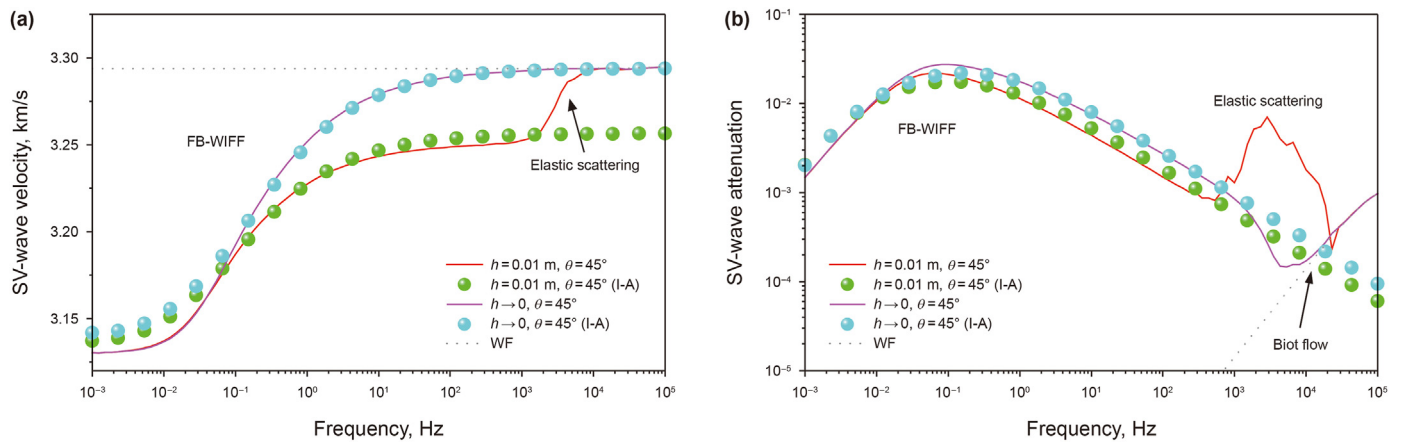 (a)
SV-wave velocity, km/s
3.30
3.25
3.20
3.15
FB-WIFF
Elastic scattering
h = 0.01 m, θ = 45°
h = 0.01 m, θ = 45° (I-A)
h → 0, θ = 45°
h → 0, θ = 45° (I-A)
WF
10⁻³ 10⁻² 10⁻¹ 10⁰ 10¹ 10² 10³ 10⁴ 10⁵
Frequency, Hz
(b)
SV-wave attenuation
10⁻¹
10⁻²
10⁻³
10⁻⁴
10⁻⁵
Elastic scattering
FB-WIFF
h = 0.01 m, θ = 45°
h = 0.01 m, θ = 45° (I-A)
h → 0, θ = 45°
h → 0, θ = 45° (I-A)
WF
Biot flow
10⁻³ 10⁻² 10⁻¹ 10⁰ 10¹ 10² 10³ 10⁴ 10⁵
Frequency, Hz